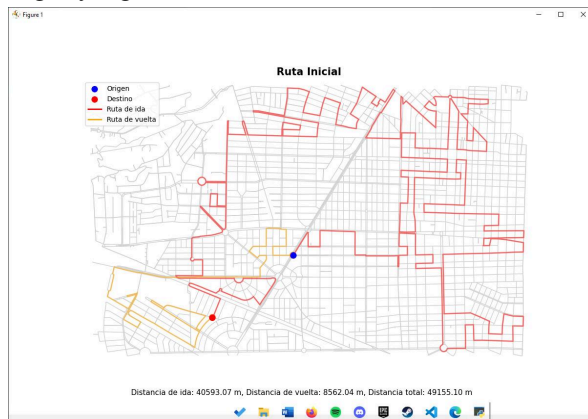 Figure 1
Ruta Inicial
Origen
Destino
Ruta de ida
Ruta de vuelta
Distancia de ida: 40593.07 m, Distancia de vuelta: 8562.04 m, Distancia total: 49155.10 m